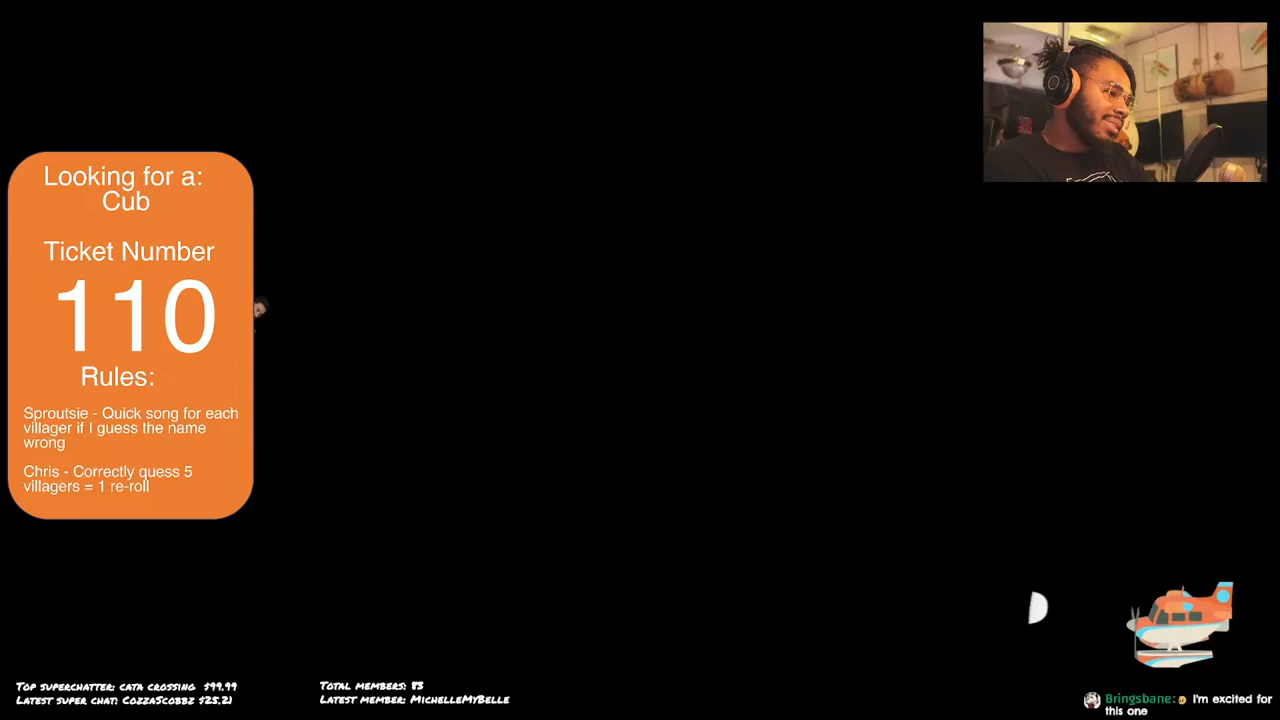 Looking for a:
Cub
Ticket Number
110
Rules:
Sproutsie - Quick song for each
villager if I guess the name
wrong
Chris - Correctly quess 5
villagers = 1 re-roll
Top superchatter: cata crossing $99.99
Latest super chat: CozzaScobbz $25.21
Total members: 83
Latest member: MichelleMyBelle
Bringsbane: I'm excited for
this one